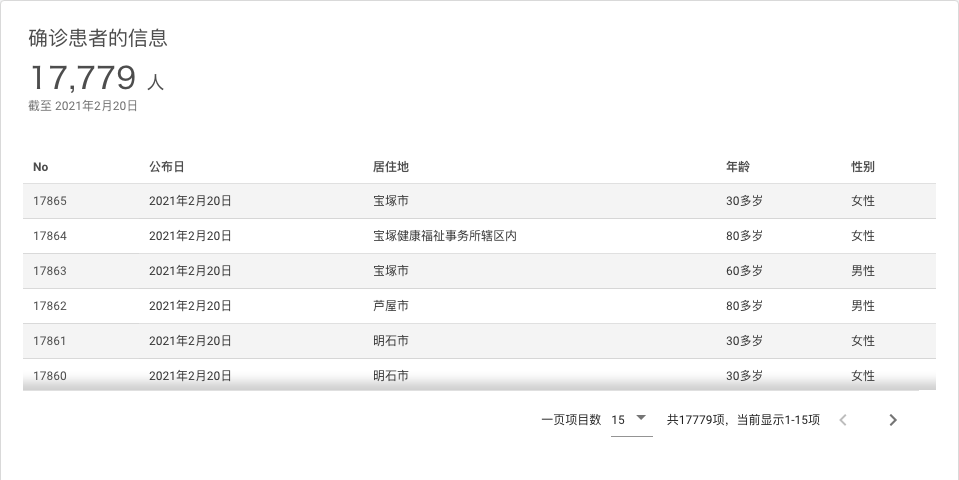 确诊患者的信息
17,779 人
截至 2021年2月20日
No 公布日 居住地 年龄 性别
17865 2021年2月20日 宝塚市 30多岁 女性
17864 2021年2月20日 宝塚健康福祉事务所辖区内 80多岁 女性
17863 2021年2月20日 宝塚市 60多岁 男性
17862 2021年2月20日 芦屋市 80多岁 男性
17861 2021年2月20日 明石市 30多岁 女性
17860 2021年2月20日 明石市 30多岁 女性
一页项目数 15 共17779项，当前显示1-15项